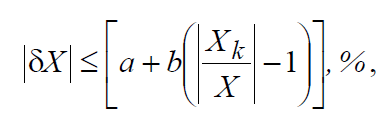 |δX| ≤ [a + b(|X_k / X| − 1)], %,